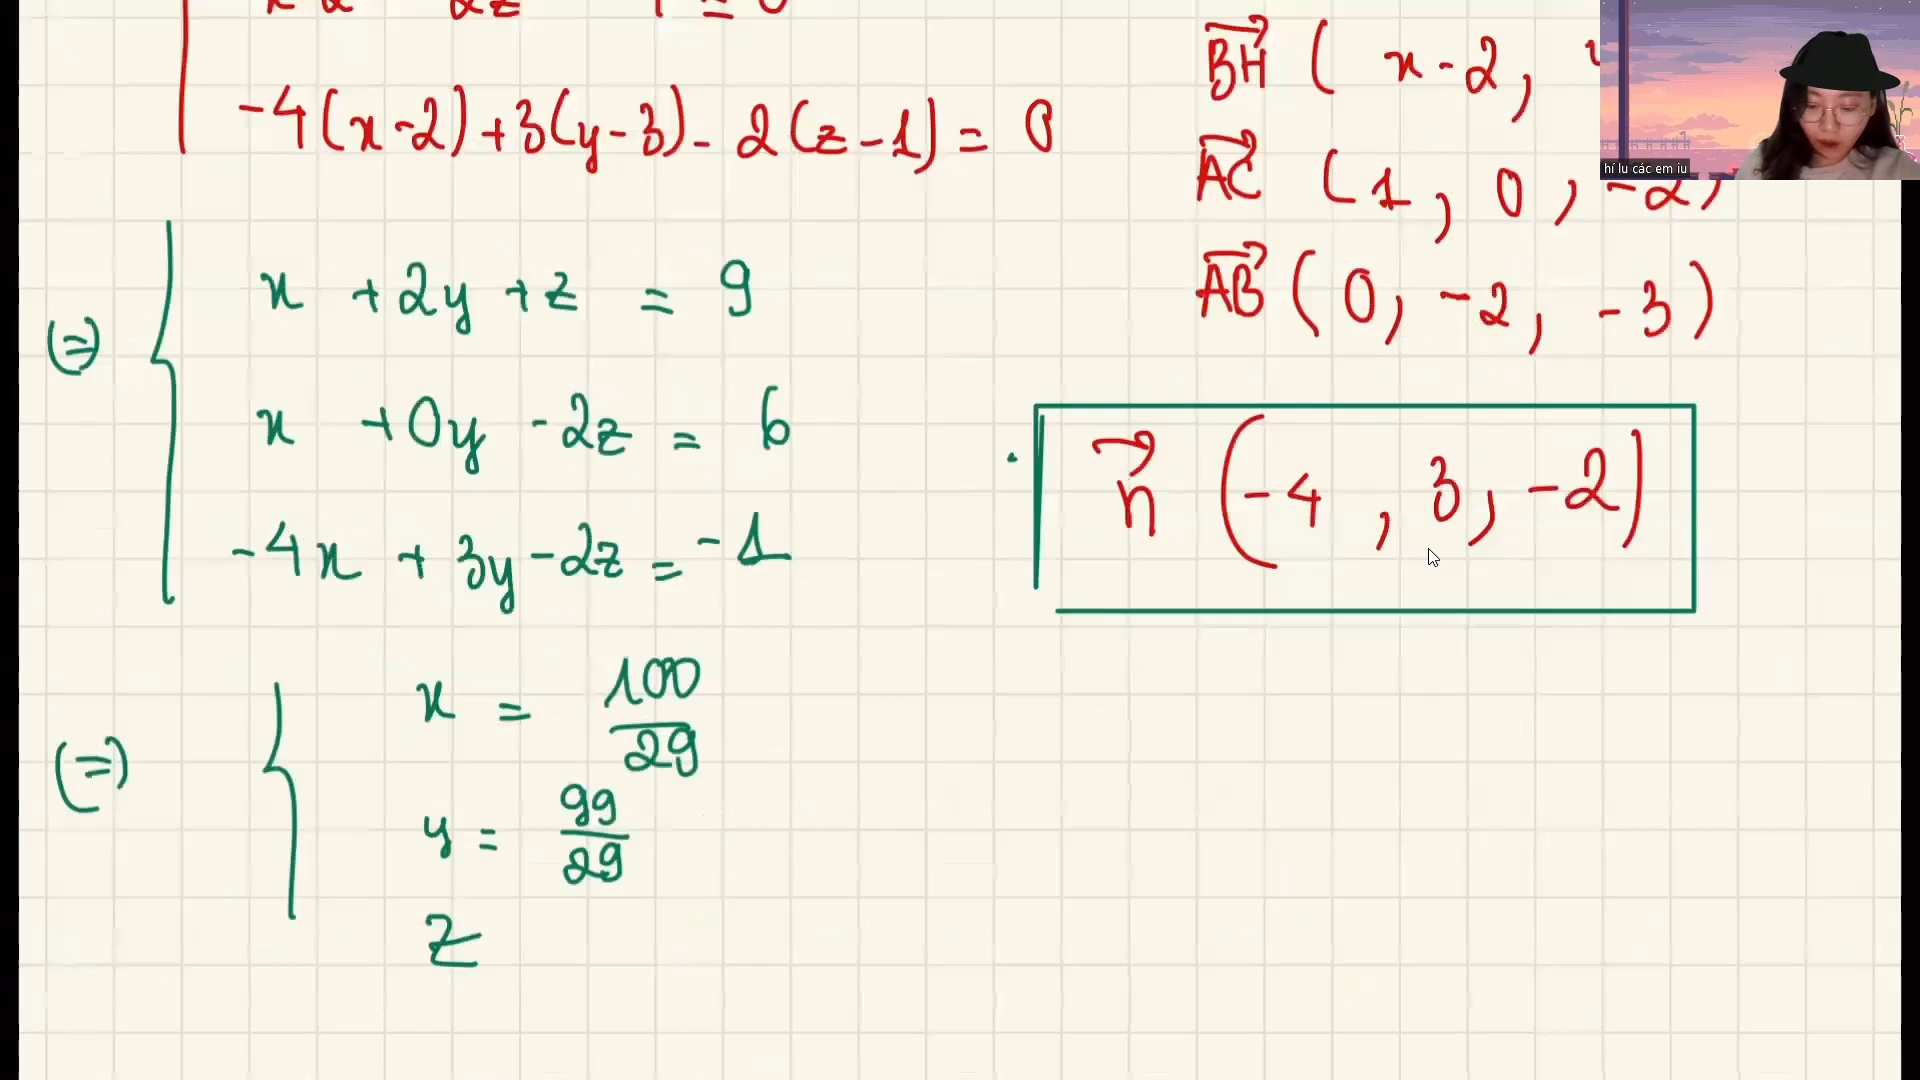 -4(x-2)+3(y-3)-2(z-1)=0
(=)
x+2y+z=9
x+0y-2z=6
-4x+3y-2z=-1
(=)
x=100/29
y=99/29
z
BH (x-2,
AC (1,0,-2,
AB (0,-2,-3)
n (-4,3,-2)
hí lu các em iu